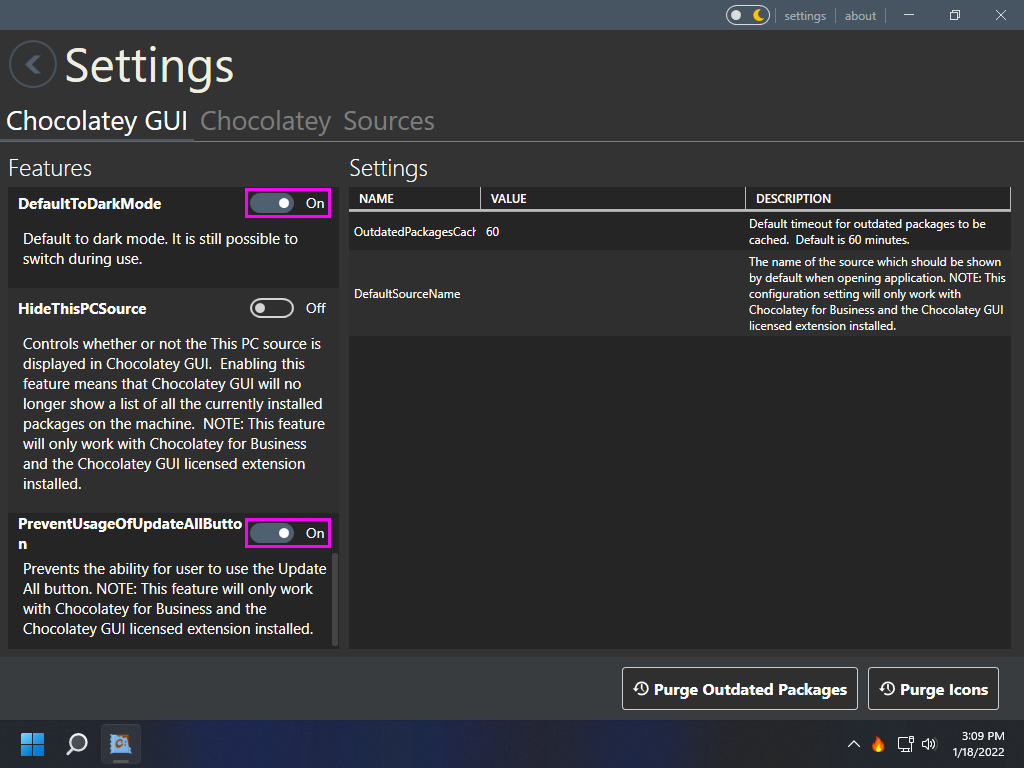 settings
about
Settings
Chocolatey GUI Chocolatey Sources
Features
DefaultToDarkMode On
Default to dark mode. It is still possible to
switch during use.
HideThisPCSource Off
Controls whether or not the This PC source is
displayed in Chocolatey GUI.  Enabling this
feature means that Chocolatey GUI will no
longer show a list of all the currently installed
packages on the machine.  NOTE: This feature
will only work with Chocolatey for Business
and the Chocolatey GUI licensed extension
installed.
PreventUsageOfUpdateAllButto
n
On
Prevents the ability for user to use the Update
All button. NOTE: This feature will only work
with Chocolatey for Business and the
Chocolatey GUI licensed extension installed.
Settings
NAME VALUE DESCRIPTION
OutdatedPackagesCach 60
Default timeout for outdated packages to be
cached.  Default is 60 minutes.
DefaultSourceName
The name of the source which should be shown
by default when opening application. NOTE: This
configuration setting will only work with
Chocolatey for Business and the Chocolatey GUI
licensed extension installed.
Purge Outdated Packages
Purge Icons
3:09 PM
1/18/2022